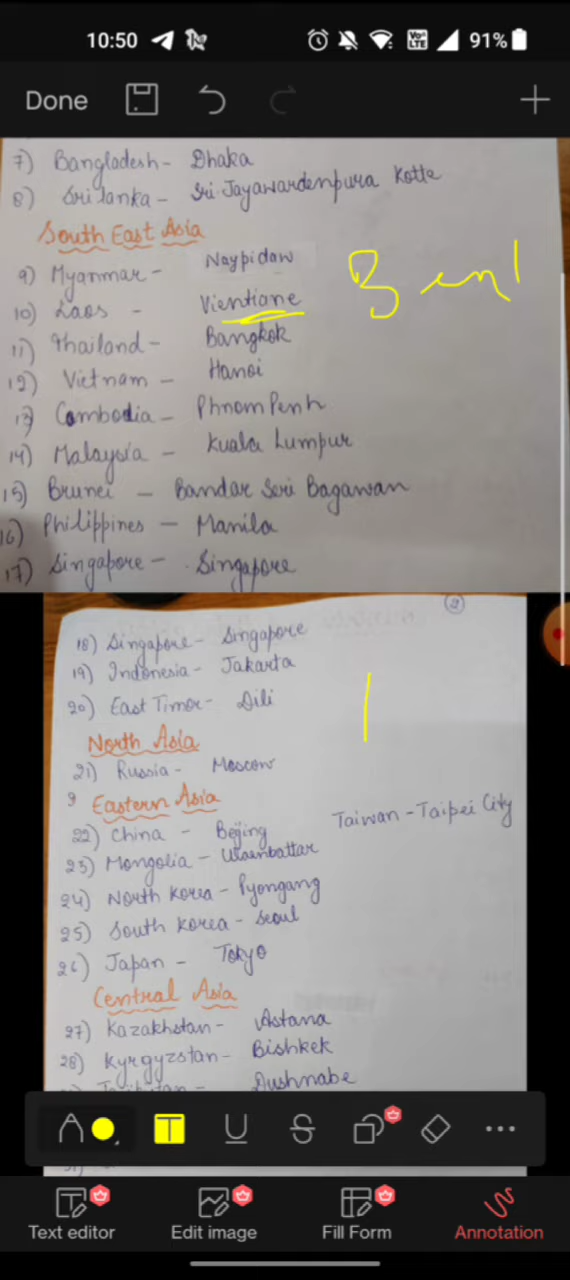 10:50
Vo))
LTE
91%
Done
7) Bangladesh - Dhaka
8) Sri lanka - Sri Jayawardenpura Kotte
South East Asia
9) Myanmar - Naypidaw
10) Laos - Vientiane
11) Thailand - Bangkok
12) Vietnam - Hanoi
13) Cambodia - Phnom Penh
14) Malaysia - Kuala Lumpur
15) Brunei - Bandar Seri Bagawan
16) Philippines - Manila
17) Singapore - Singapore
2
18) Singapore - Singapore
19) Indonesia - Jakarta
20) East Timor - Dili
North Asia
21) Russia - Moscow
9 Eastern Asia
22) China - Beijing
Taiwan - Taipei City
23) Mongolia - Ulaanbattar
24) North Korea - Pyongang
25) South Korea - Seoul
26) Japan - Tokyo
Central Asia
27) Kazakhstan - Astana
28) Kyrgyzstan - Bishkek
Dushnabe
T
U
S
Text editor
Edit image
Fill Form
Annotation